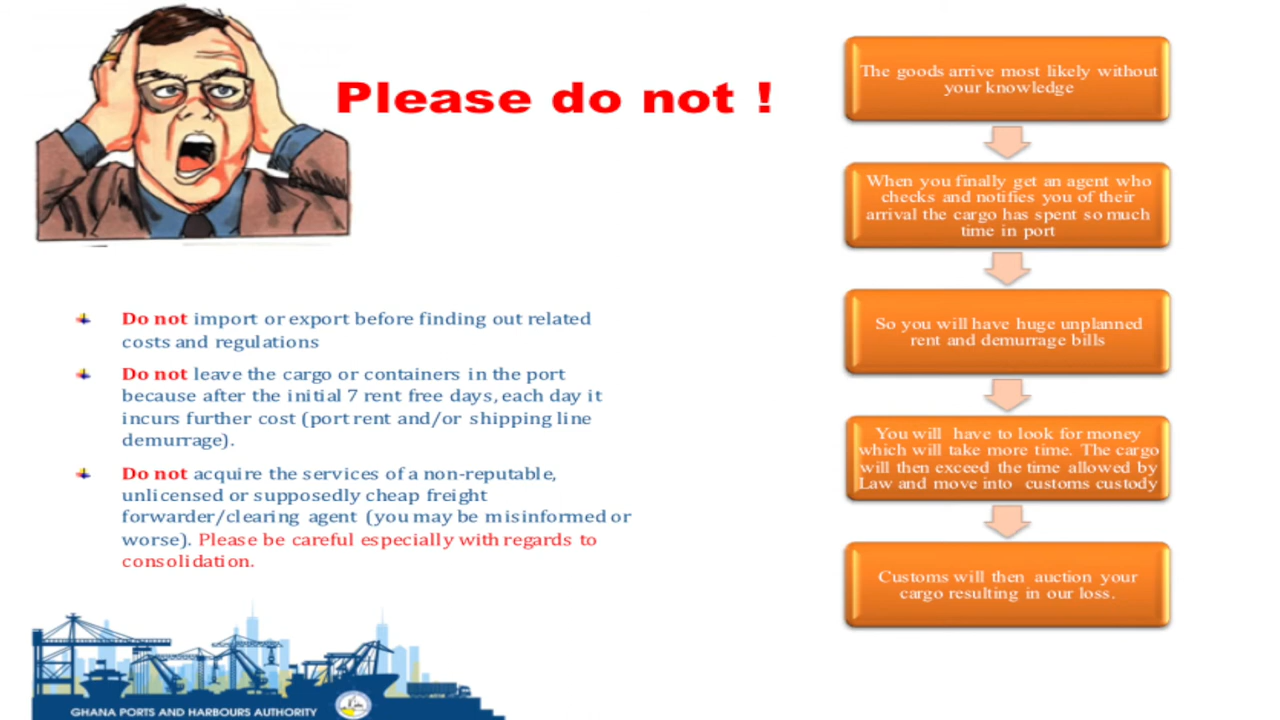 Please do not !
Do not import or export before finding out related
costs and regulations
Do not leave the cargo or containers in the port
because after the initial 7 rent free days, each day it
incurs further cost (port rent and/or shipping line
demurrage).
Do not acquire the services of a non-reputable,
unlicensed or supposedly cheap freight
forwarder/clearing agent (you may be misinformed or
worse). Please be careful especially with regards to
consolidation.
The goods arrive most likely without
your knowledge
When you finally get an agent who
checks and notifies you of their
arrival the cargo has spent so much
time in port
So you will have huge unplanned
rent and demurrage bills
You will have to look for money
which will take more time. The cargo
will then exceed the time allowed by
Law and move into customs custody
Customs will then auction your
cargo resulting in our loss.
GHANA PORTS AND HARBOURS AUTHORITY